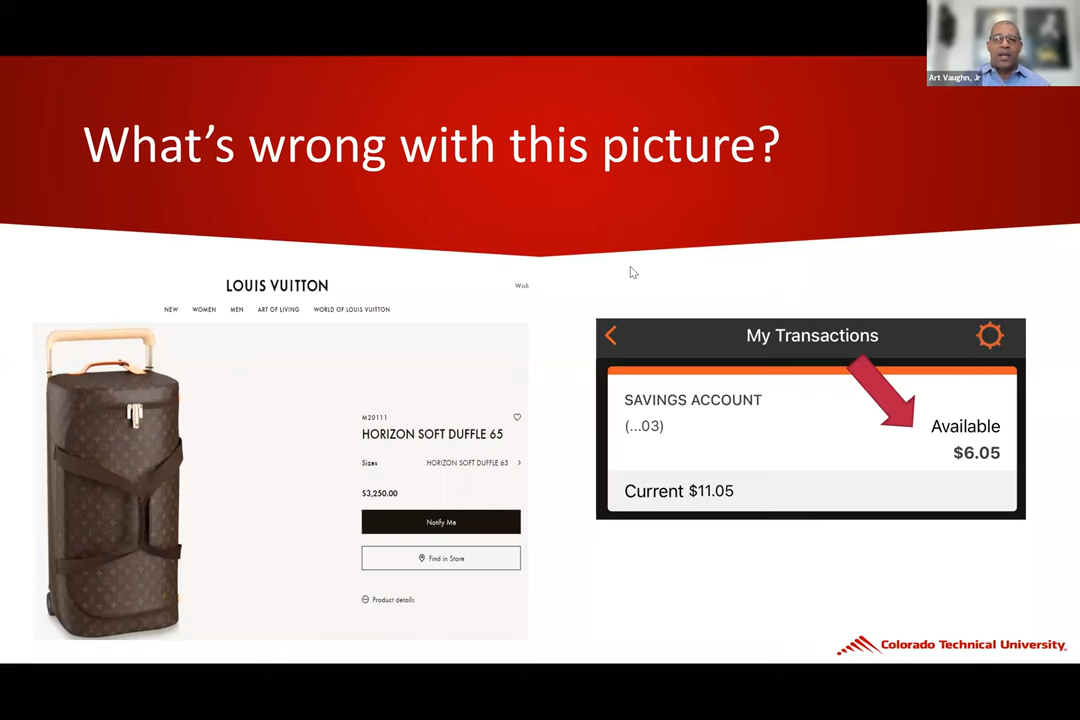 Art Vaughn, Jr
What's wrong with this picture?
LOUIS VUITTON
Wish
NEW WOMEN MEN ART OF LIVING WORLD OF LOUIS VUITTON
M20111
HORIZON SOFT DUFFLE 65
Sizes HORIZON SOFT DUFFLE 65
$3,250.00
Notify Me
Find in Store
Product details
My Transactions
SAVINGS ACCOUNT
(...03)
Available
$6.05
Current $11.05
Colorado Technical University